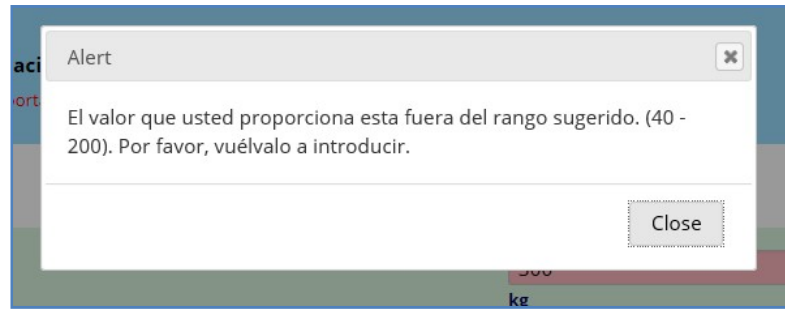 Alert
El valor que usted proporciona esta fuera del rango sugerido. (40 -
200). Por favor, vuélvalo a introducir.
Close
kg